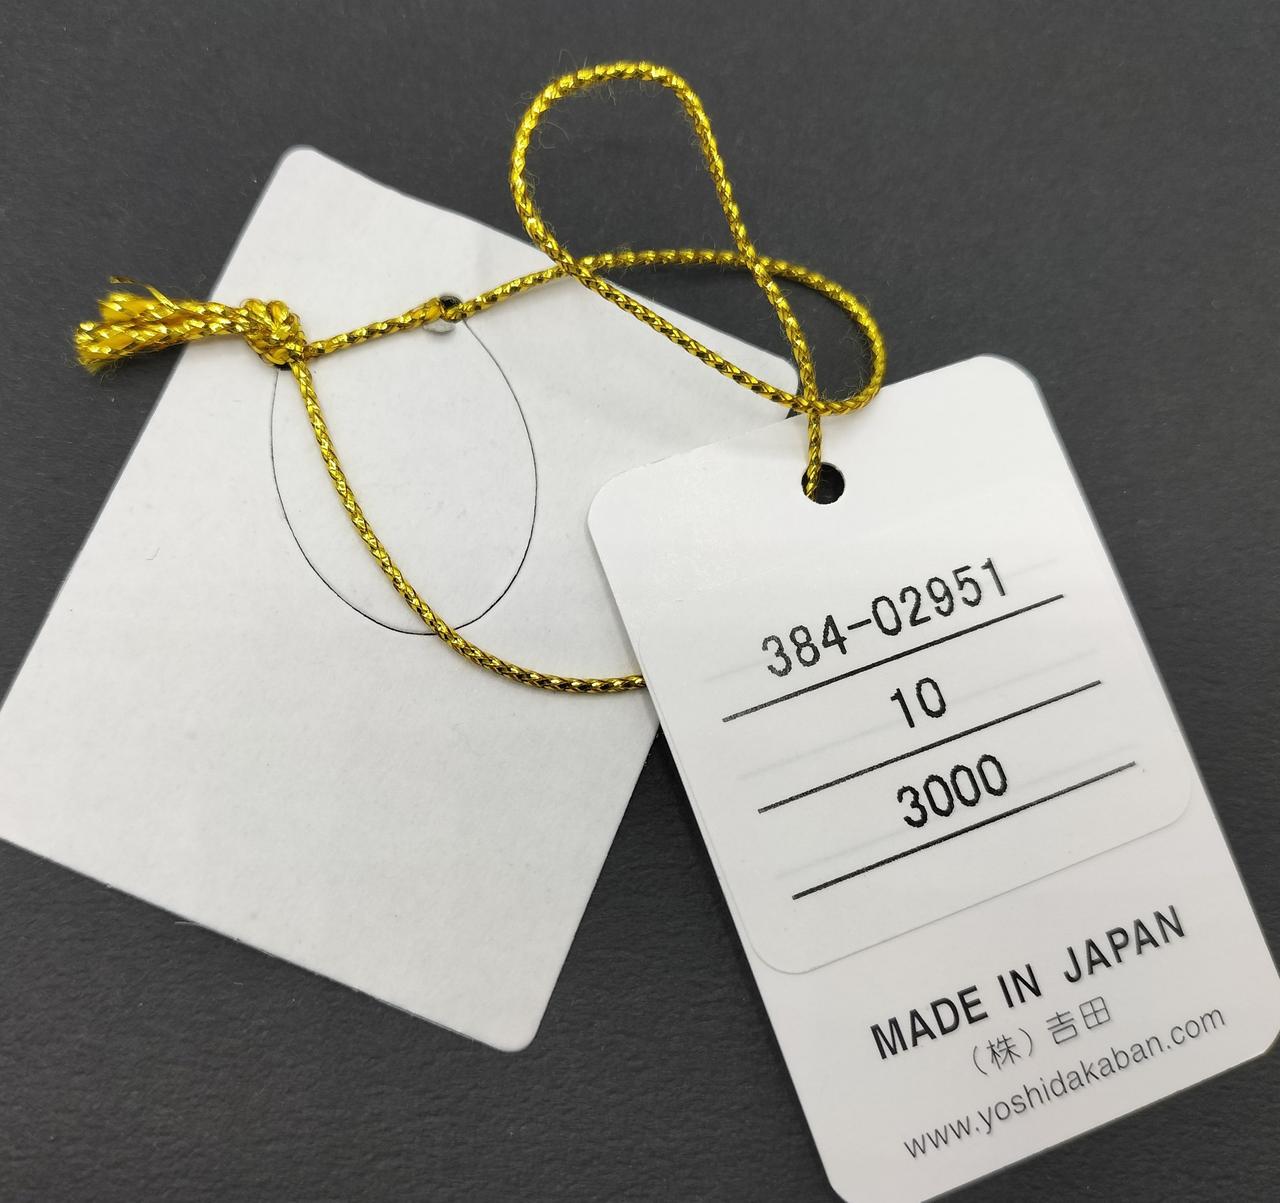 384-02951
10
3000
MADE IN JAPAN
（株）吉田
www.yoshidakaban.com